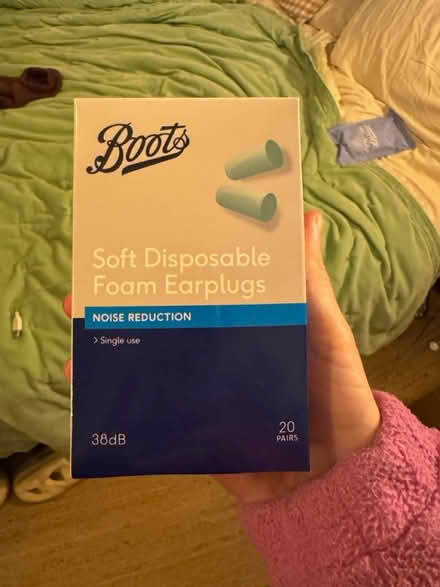 Boots
Soft Disposable
Foam Earplugs
NOISE REDUCTION
> Single use
38dB
20
PAIRS